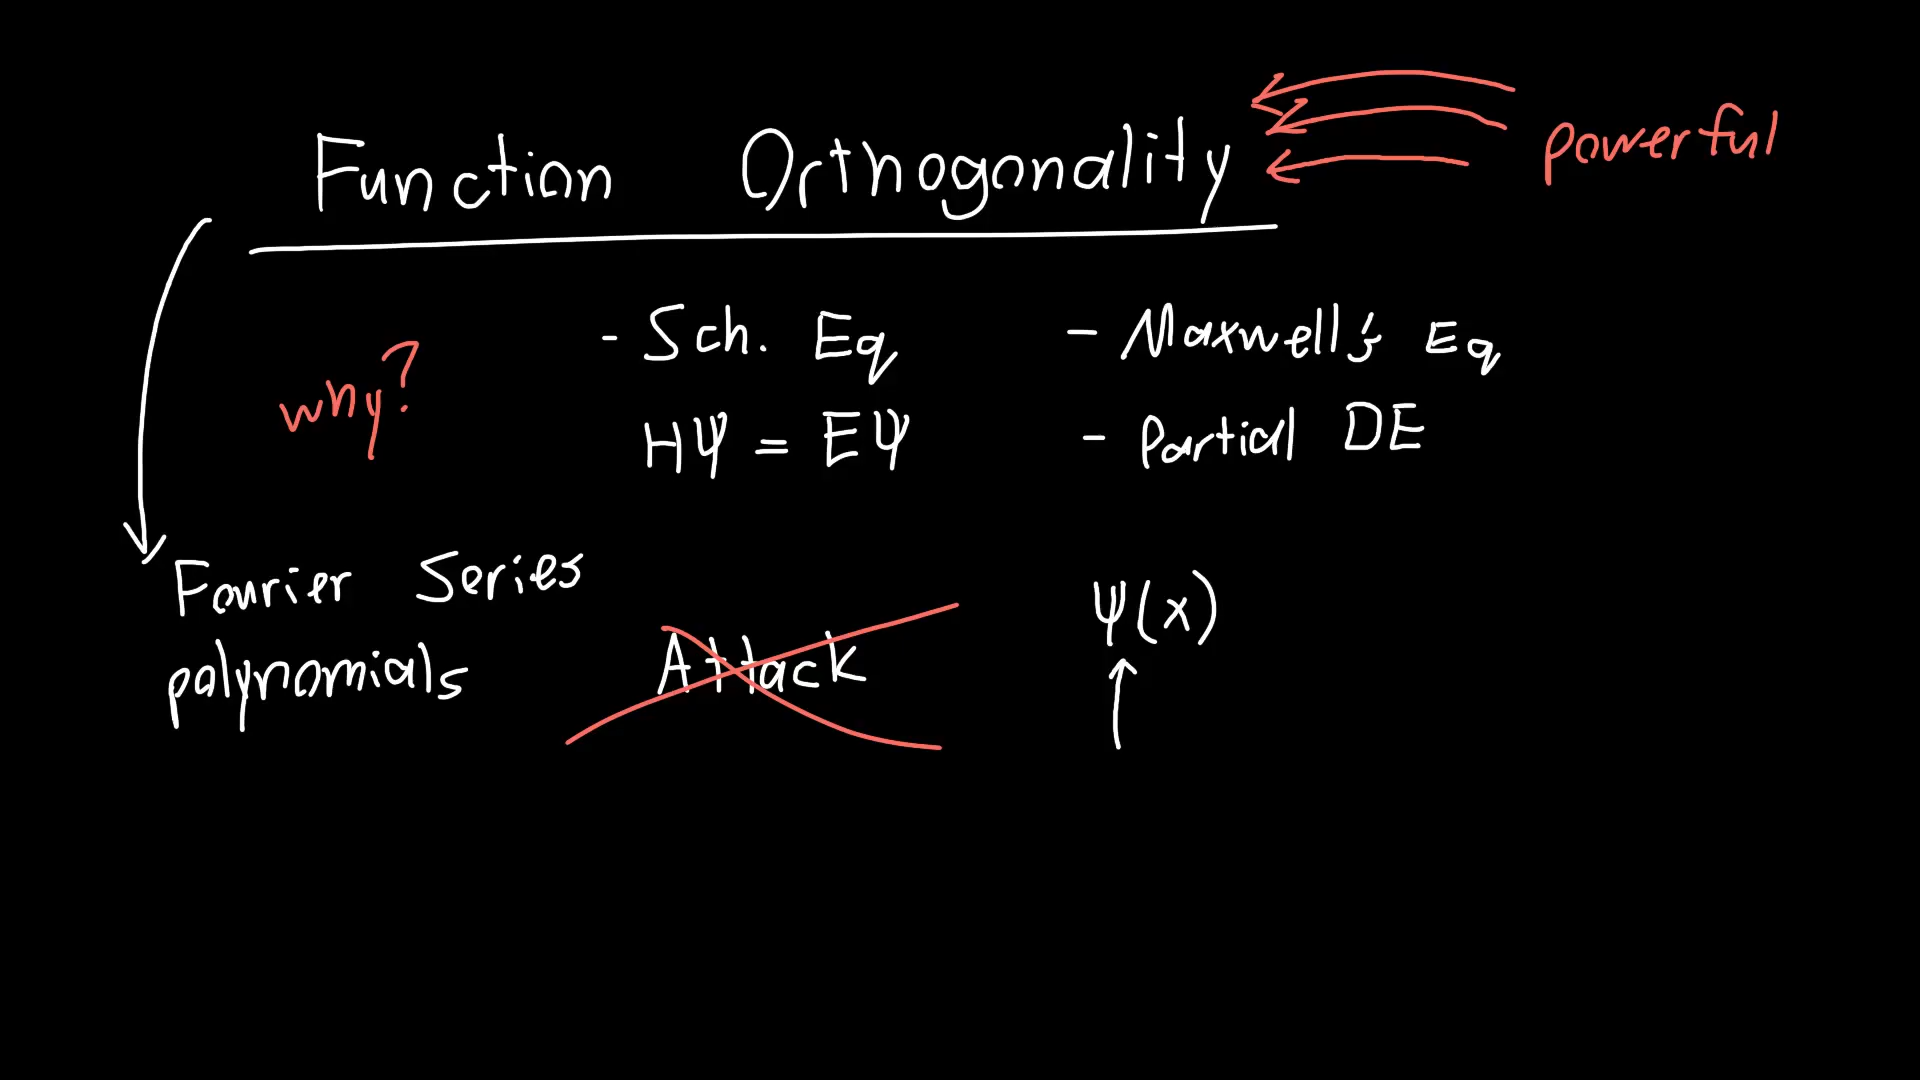 Function Orthogonality
powerful
why?
- Sch. Eq
HΨ = EΨ
- Maxwell's Eq
- Partial DE
Fourier Series
polynomials
Attack
Ψ(x)